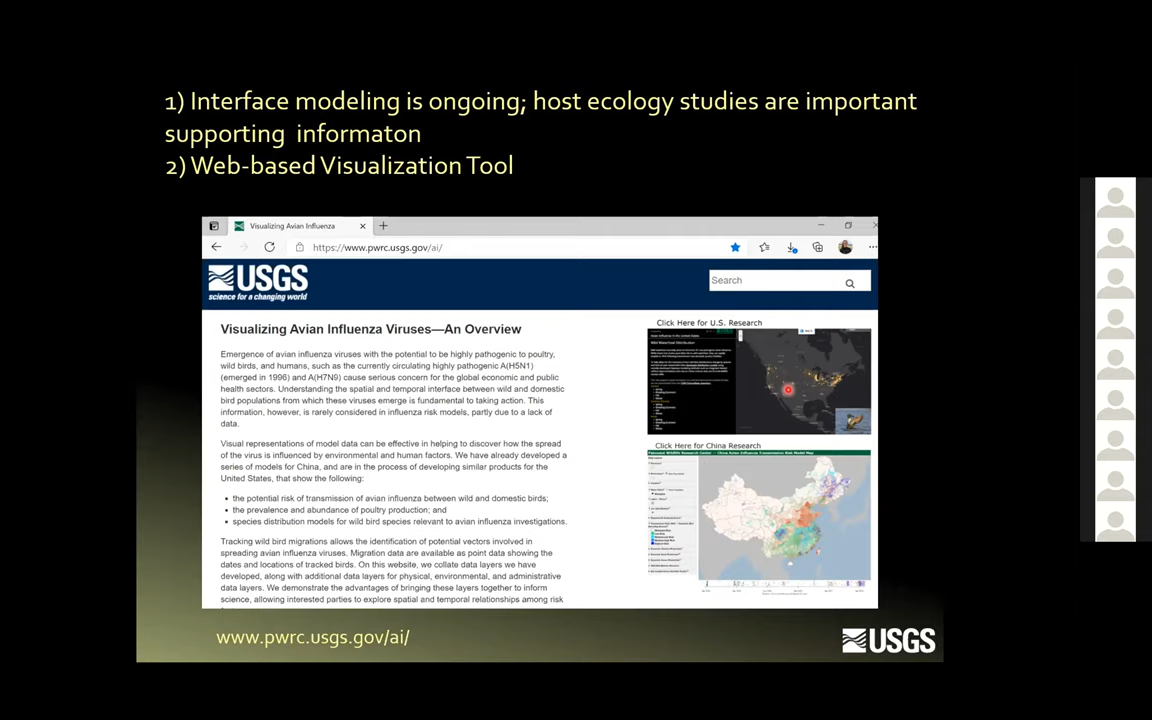 1) Interface modeling is ongoing; host ecology studies are important
supporting informaton
2) Web-based Visualization Tool
Visualizing Avian Influenza
https://www.pwrc.usgs.gov/ai/
USGS
science for a changing world
Search
Visualizing Avian Influenza Viruses—An Overview
Emergence of avian influenza viruses with the potential to be highly pathogenic to poultry,
wild birds, and humans, such as the currently circulating highly pathogenic A(H5N1)
(emerged in 1996) and A(H7N9) cause serious concern for the global economic and public
health sectors. Understanding the spatial and temporal interface between wild and domestic
bird populations from which these viruses emerge is fundamental to taking action. This
information, however, is rarely considered in influenza risk models, partly due to a lack of
data.
Visual representations of model data can be effective in helping to discover how the spread
of the virus is influenced by environmental and human factors. We have already developed a
series of models for China, and are in the process of developing similar products for the
United States, that show the following:
• the potential risk of transmission of avian influenza between wild and domestic birds;
• the prevalence and abundance of poultry production; and
• species distribution models for wild bird species relevant to avian influenza investigations.
Tracking wild bird migrations allows the identification of potential vectors involved in
spreading avian influenza viruses. Migration data are available as point data showing the
dates and locations of tracked birds. On this website, we collate data layers we have
developed, along with additional data layers for physical, environmental, and administrative
data layers. We demonstrate the advantages of bringing these layers together to inform
science, allowing interested parties to explore spatial and temporal relationships among risk
Click Here for U.S. Research
Wild Waterfowl Distribution
Click Here for China Research
China Avian Influenza Transmission Risk Model Map
www.pwrc.usgs.gov/ai/
USGS